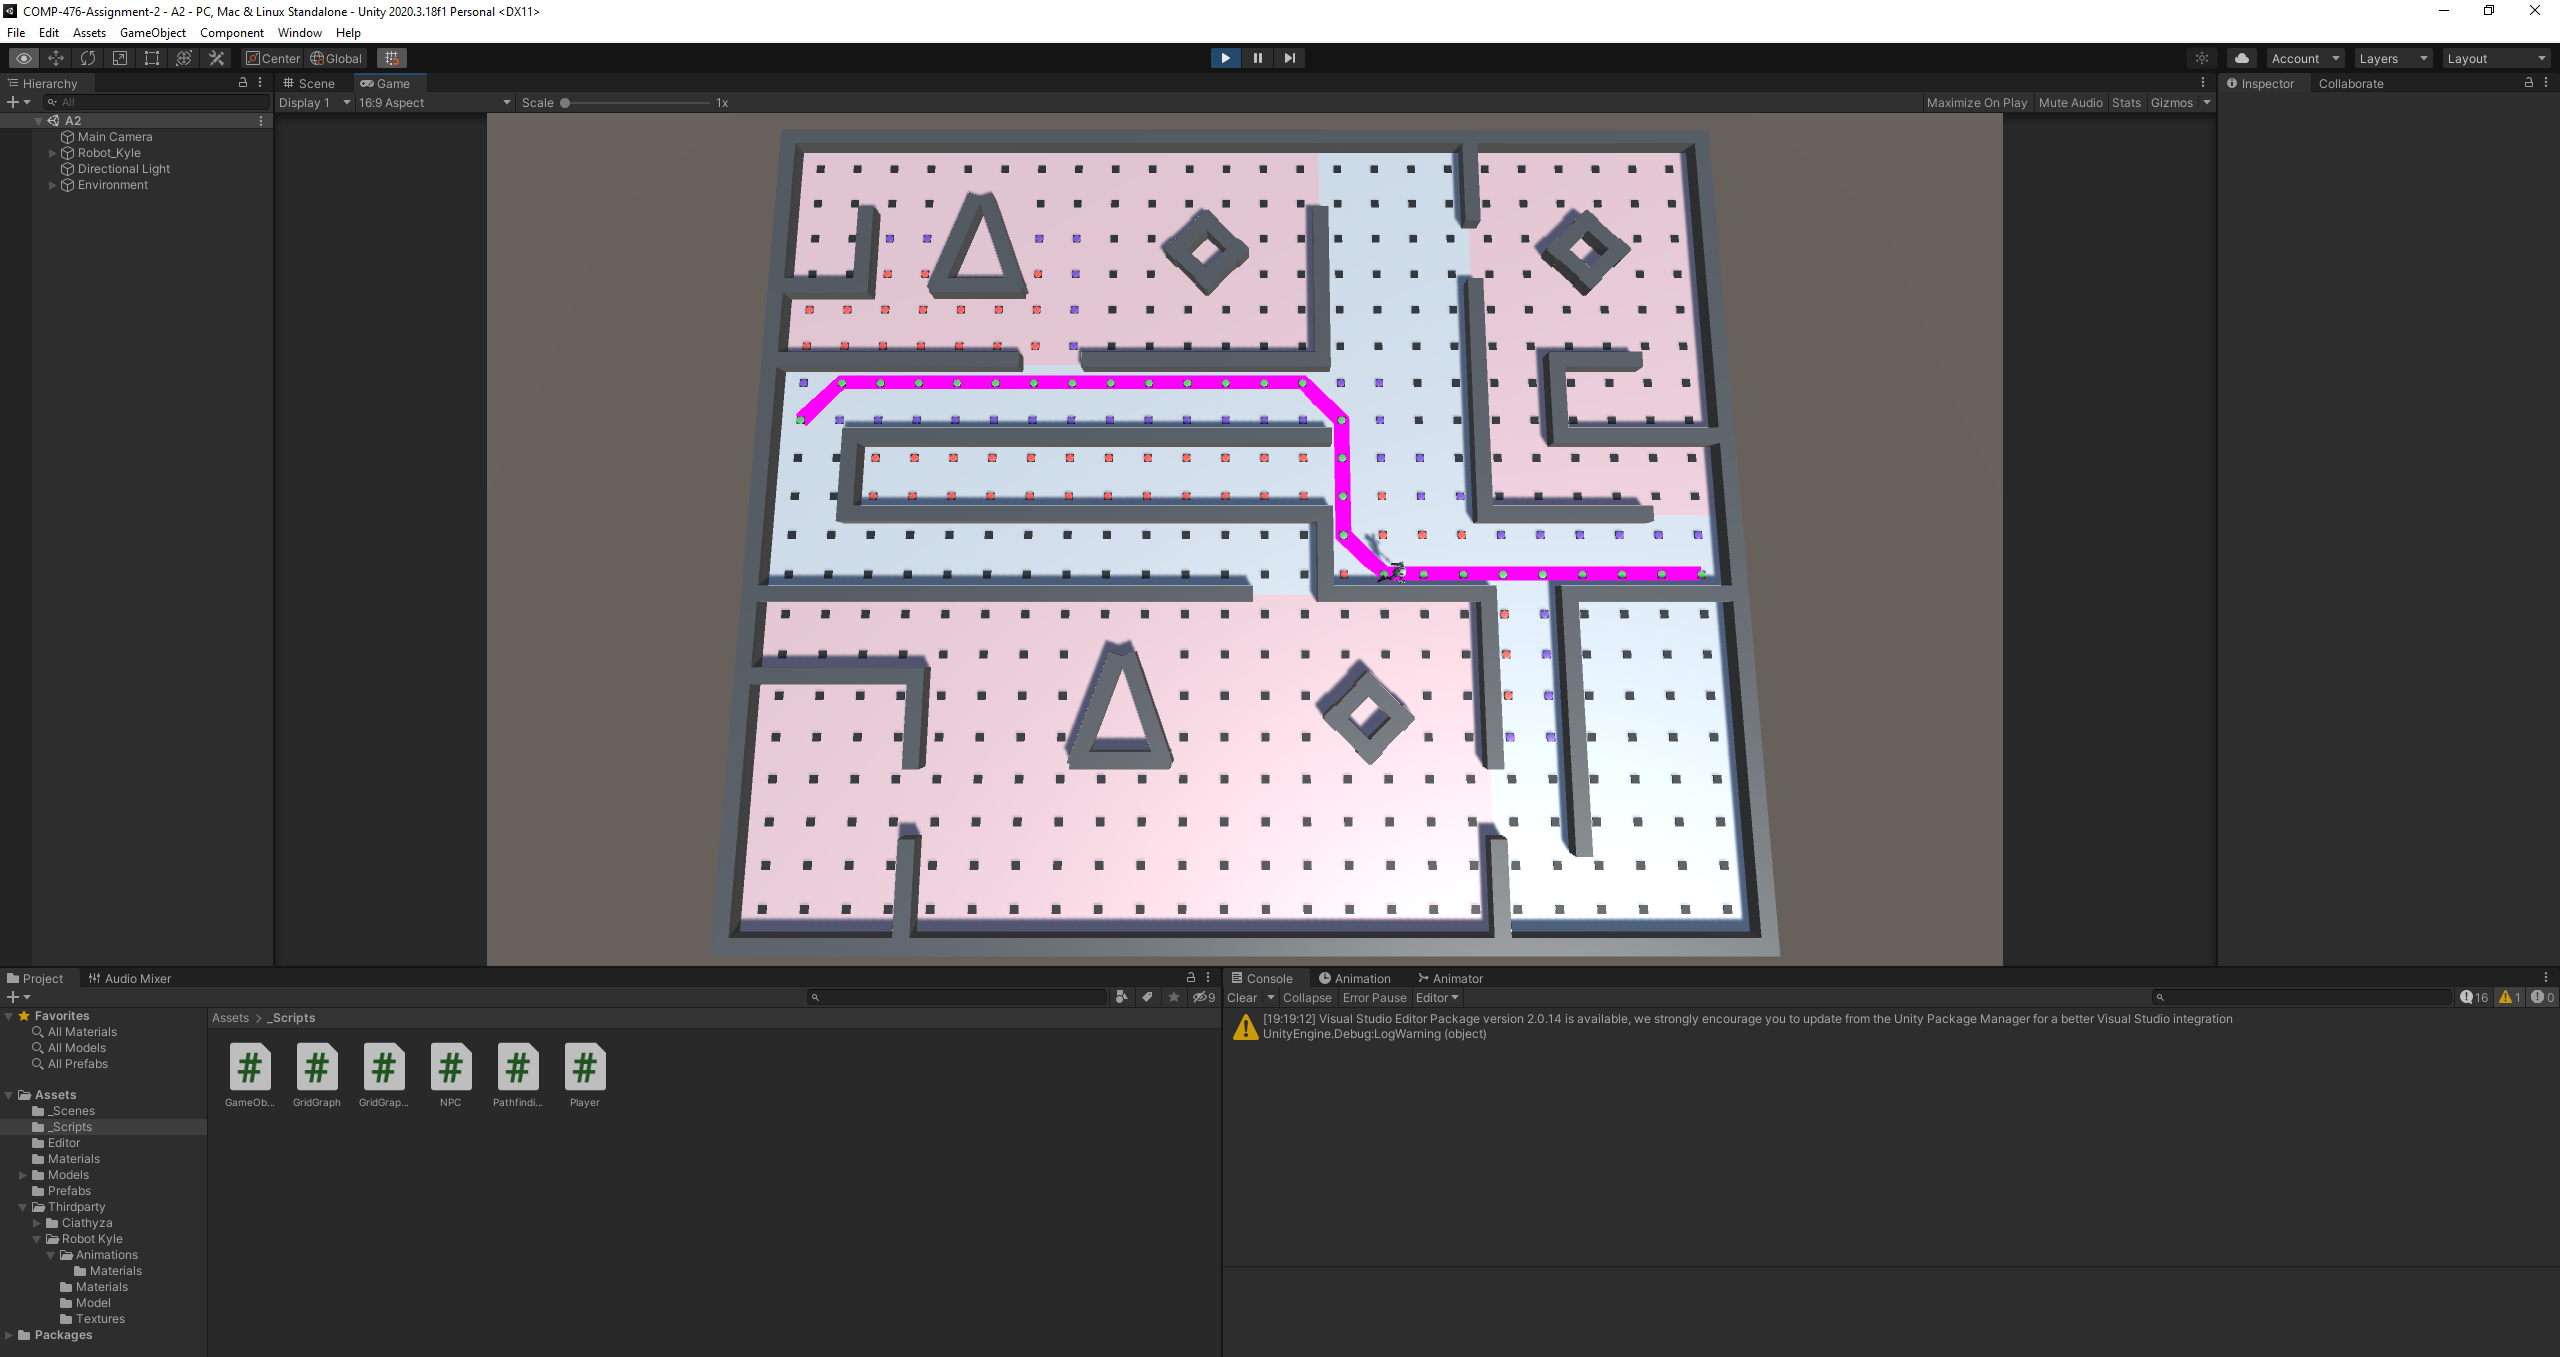 COMP-476-Assignment-2 - A2 - PC, Mac & Linux Standalone - Unity 2020.3.18f1 Personal <DX11>
File Edit Assets GameObject Component Window Help
Center Global Account Layers Layout
Hierarchy
All
A2
Main Camera
Robot_Kyle
Directional Light
Environment
Scene Game
Display 1 16:9 Aspect Scale 1x Maximize On Play Mute Audio Stats Gizmos
Inspector Collaborate
Project Audio Mixer
9
Favorites
All Materials
All Models
All Prefabs
Assets
_Scenes
_Scripts
Editor
Materials
Models
Prefabs
Thirdparty
Ciathyza
Robot Kyle
Animations
Materials
Materials
Model
Textures
Packages
Assets > _Scripts
GameOb... GridGraph GridGrap... NPC Pathfindi... Player
Console Animation Animator
Clear Collapse Error Pause Editor 16 1 0
[19:19:12] Visual Studio Editor Package version 2.0.14 is available, we strongly encourage you to update from the Unity Package Manager for a better Visual Studio integration
UnityEngine.Debug:LogWarning (object)